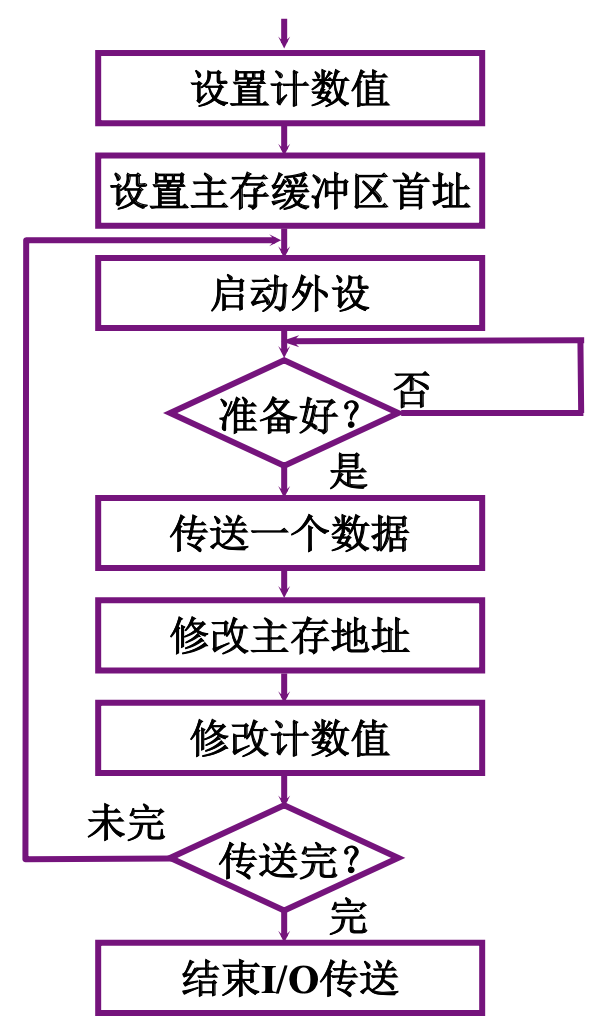 设置计数值
设置主存缓冲区首址
启动外设
准备好？
否
是
传送一个数据
修改主存地址
修改计数值
未完
传送完？
完
结束I/O传送